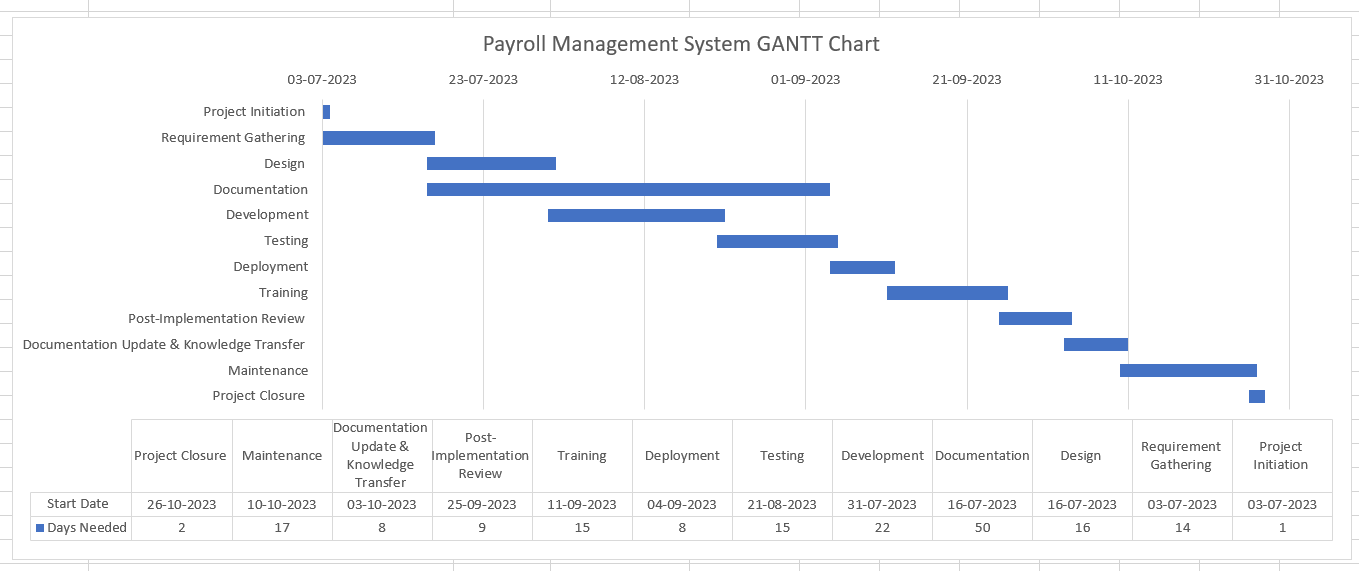 Payroll Management System GANTT Chart
03-07-2023 23-07-2023 12-08-2023 01-09-2023 21-09-2023 11-10-2023 31-10-2023
Project Initiation
Requirement Gathering
Design
Documentation
Development
Testing
Deployment
Training
Post-Implementation Review
Documentation Update & Knowledge Transfer
Maintenance
Project Closure
Project Closure Maintenance Documentation Update & Knowledge Transfer Post-Implementation Review Training Deployment Testing Development Documentation Design Requirement Gathering Project Initiation
Start Date 26-10-2023 10-10-2023 03-10-2023 25-09-2023 11-09-2023 04-09-2023 21-08-2023 31-07-2023 16-07-2023 16-07-2023 03-07-2023 03-07-2023
Days Needed 2 17 8 9 15 8 15 22 50 16 14 1